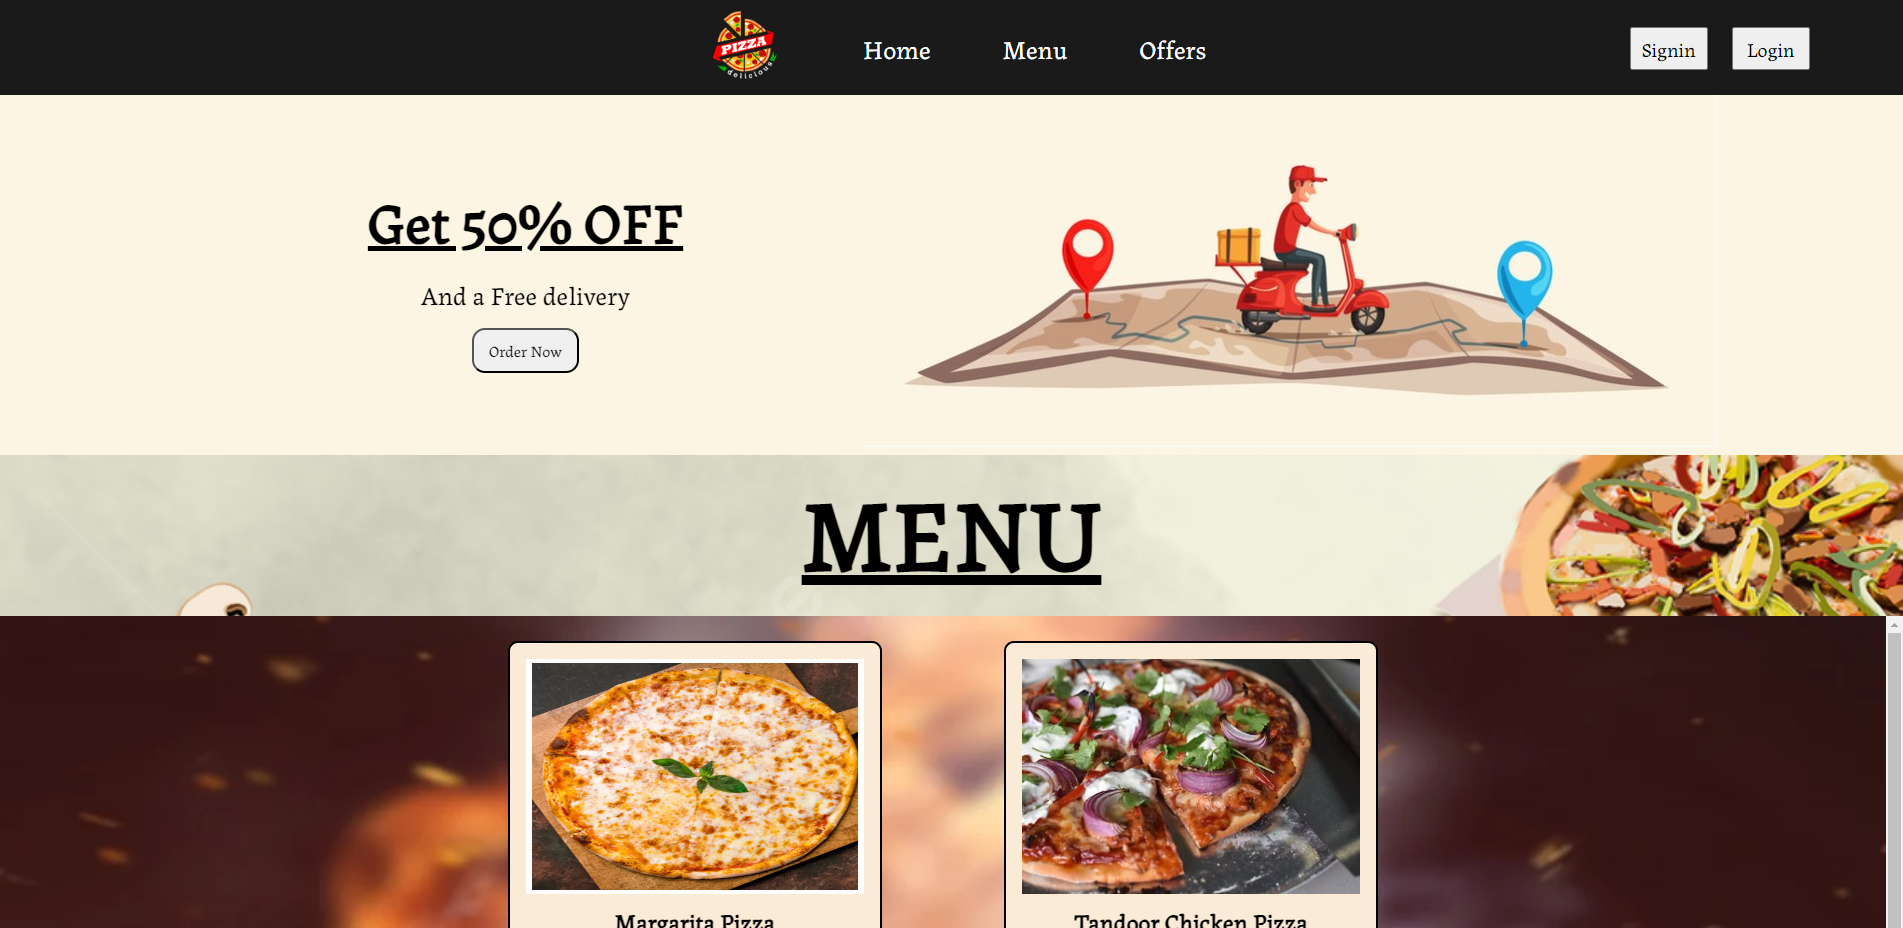 PIZZA
delicious
Home
Menu
Offers
Signin
Login
Get 50% OFF
And a Free delivery
Order Now
MENU
Margarita Pizza
Tandoor Chicken Pizza